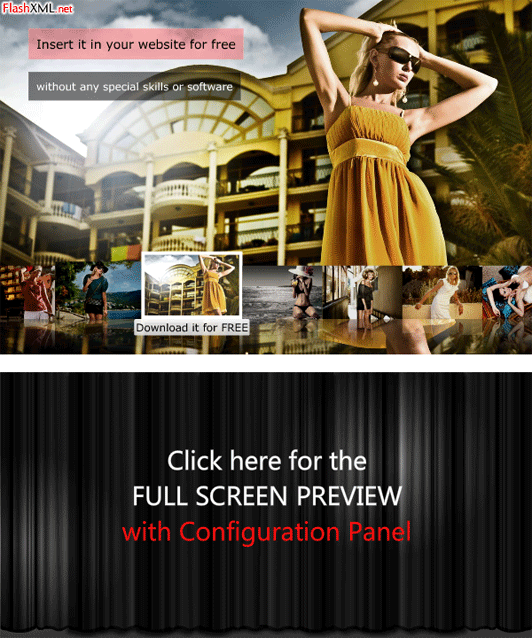 FlashXML.net
Insert it in your website for free
without any special skills or software
Download it for FREE
Click here for the
FULL SCREEN PREVIEW
with Configuration Panel